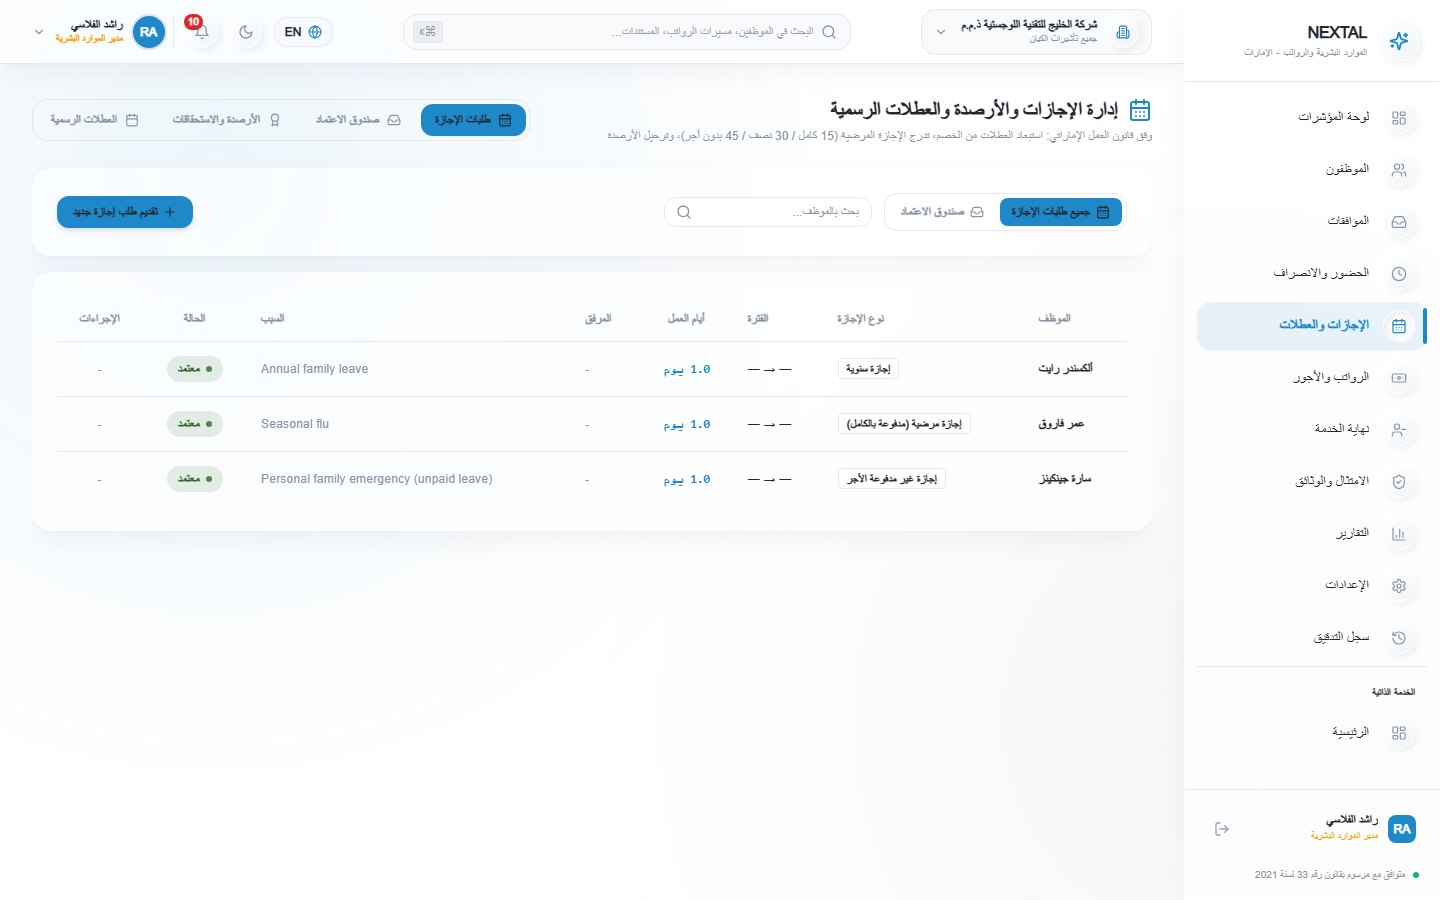 NEXTAL
الموارد البشرية والرواتب - الإمارات
لوحة المؤشرات
الموظفون
الموافقات
الحضور والانصراف
الإجازات والعطلات
الرواتب والأجور
نهاية الخدمة
الامتثال والوثائق
التقارير
الإعدادات
سجل التدقيق
الخدمة الذاتية
الرئيسية
راشد الفلاسي
مدير الموارد البشرية
RA
متوافق مع مرسوم بقانون رقم 33 لسنة 2021
شركة الخليج للتقنية اللوجستية ذ.م.م
جميع تأشيرات الكيان
البحث في الموظفين، مسيرات الرواتب، المستندات...
⌘K
EN
10
RA
راشد الفلاسي
مدير الموارد البشرية
إدارة الإجازات والأرصدة والعطلات الرسمية
وفق قانون العمل الإماراتي: استبعاد العطلات من الخصم، تدرج الإجازة المرضية (15 كامل / 30 نصف / 45 بدون أجر)، وترحيل الأرصدة
طلبات الإجازة صندوق الاعتماد الأرصدة والاستحقاقات العطلات الرسمية
جميع طلبات الإجازة صندوق الاعتماد بحث بالموظف...
تقديم طلب إجازة جديد
الموظف نوع الإجازة الفترة أيام العمل المرفق السبب الحالة الإجراءات
ألكسندر رايت إجازة سنوية — → — 1.0 يوم - Annual family leave معتمد -
عمر فاروق إجازة مرضية (مدفوعة بالكامل) — → — 1.0 يوم - Seasonal flu معتمد -
سارة جينكينز إجازة غير مدفوعة الأجر — → — 1.0 يوم - Personal family emergency (unpaid leave) معتمد -